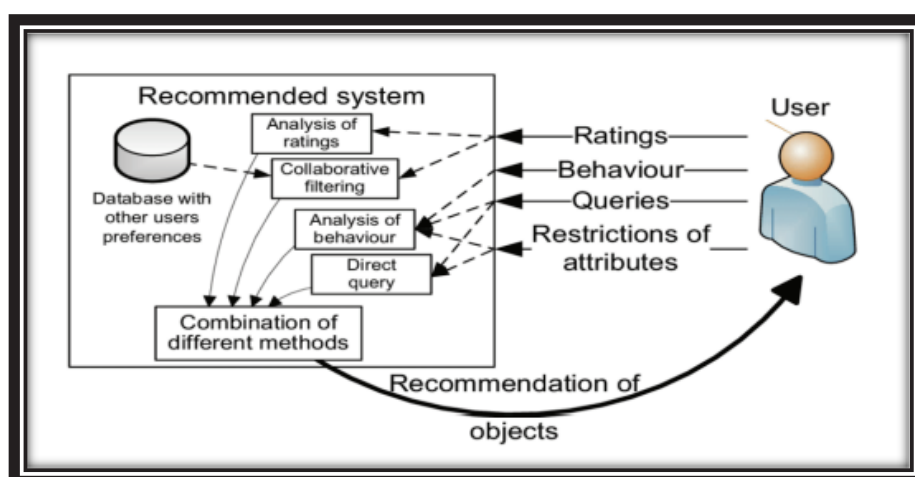 Recommended system
Analysis of
ratings
Collaborative
filtering
Database with
other users
preferences
Analysis of
behaviour
Direct
query
Combination of
different methods
User
Ratings
Behaviour
Queries
Restrictions of
attributes
Recommendation of
objects